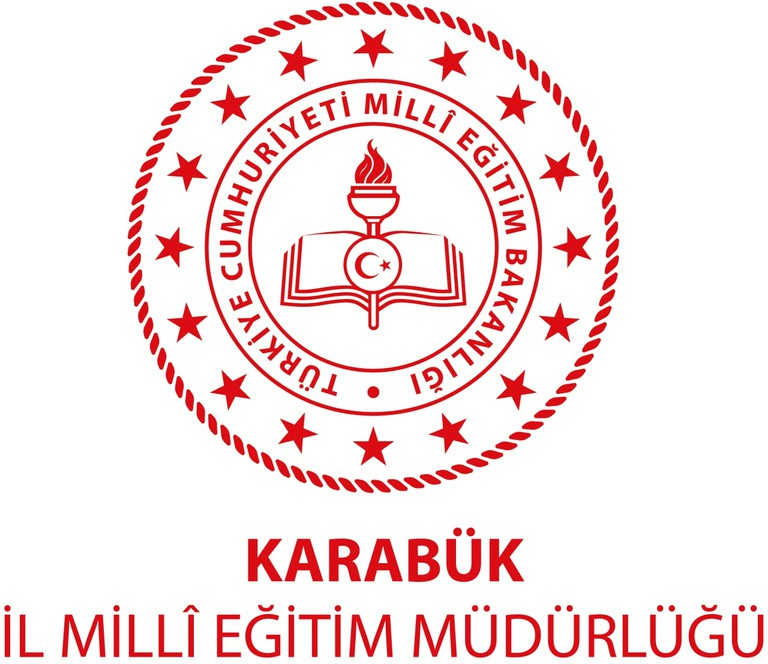 TÜRKİYE CUMHURİYETİ MİLLÎ EĞİTİM BAKANLIĞI
KARABÜK
İL MİLLÎ EĞİTİM MÜDÜRLÜĞÜ